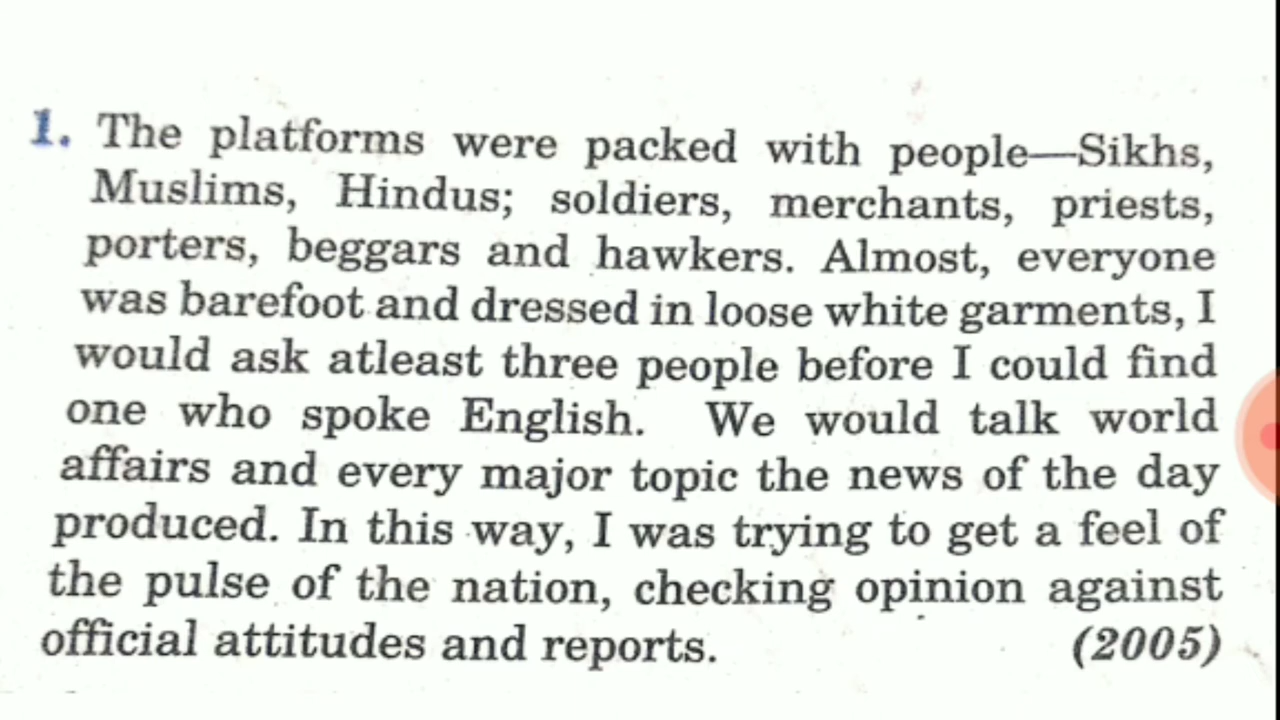 1. The platforms were packed with people—Sikhs,
Muslims, Hindus; soldiers, merchants, priests,
porters, beggars and hawkers. Almost, everyone
was barefoot and dressed in loose white garments, I
would ask atleast three people before I could find
one who spoke English. We would talk world
affairs and every major topic the news of the day
produced. In this way, I was trying to get a feel of
the pulse of the nation, checking opinion against
official attitudes and reports. (2005)